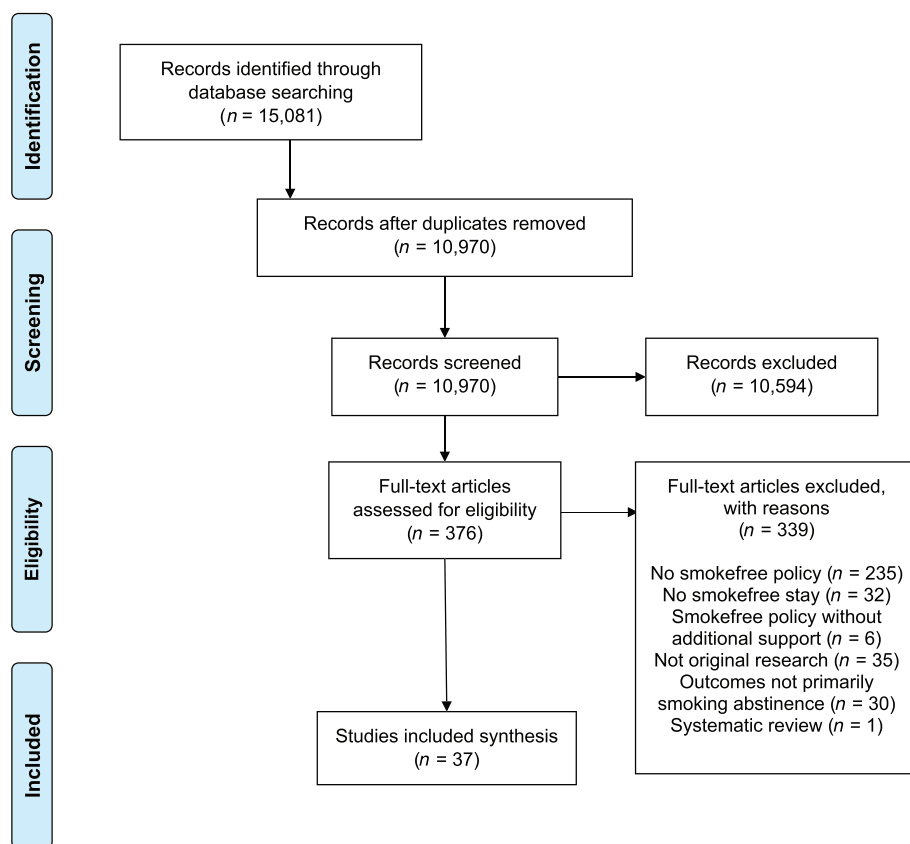 Identification
Records identified through
database searching
(n = 15,081)
Records after duplicates removed
(n = 10,970)
Screening
Records screened
(n = 10,970)
Records excluded
(n = 10,594)
Eligibility
Full-text articles
assessed for eligibility
(n = 376)
Full-text articles excluded,
with reasons
(n = 339)
No smokefree policy (n = 235)
No smokefree stay (n = 32)
Smokefree policy without
additional support (n = 6)
Not original research (n = 35)
Outcomes not primarily
smoking abstinence (n = 30)
Systematic review (n = 1)
Included
Studies included synthesis
(n = 37)